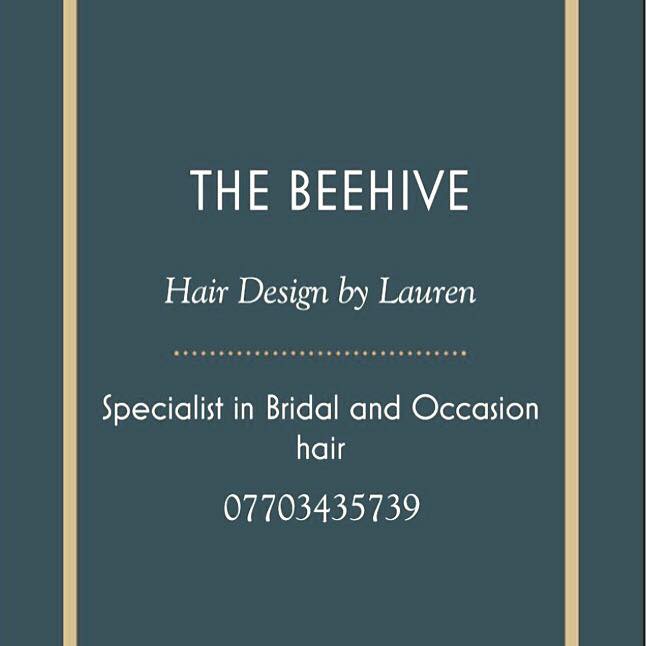 THE BEEHIVE
Hair Design by Lauren
Specialist in Bridal and Occasion
hair
07703435739